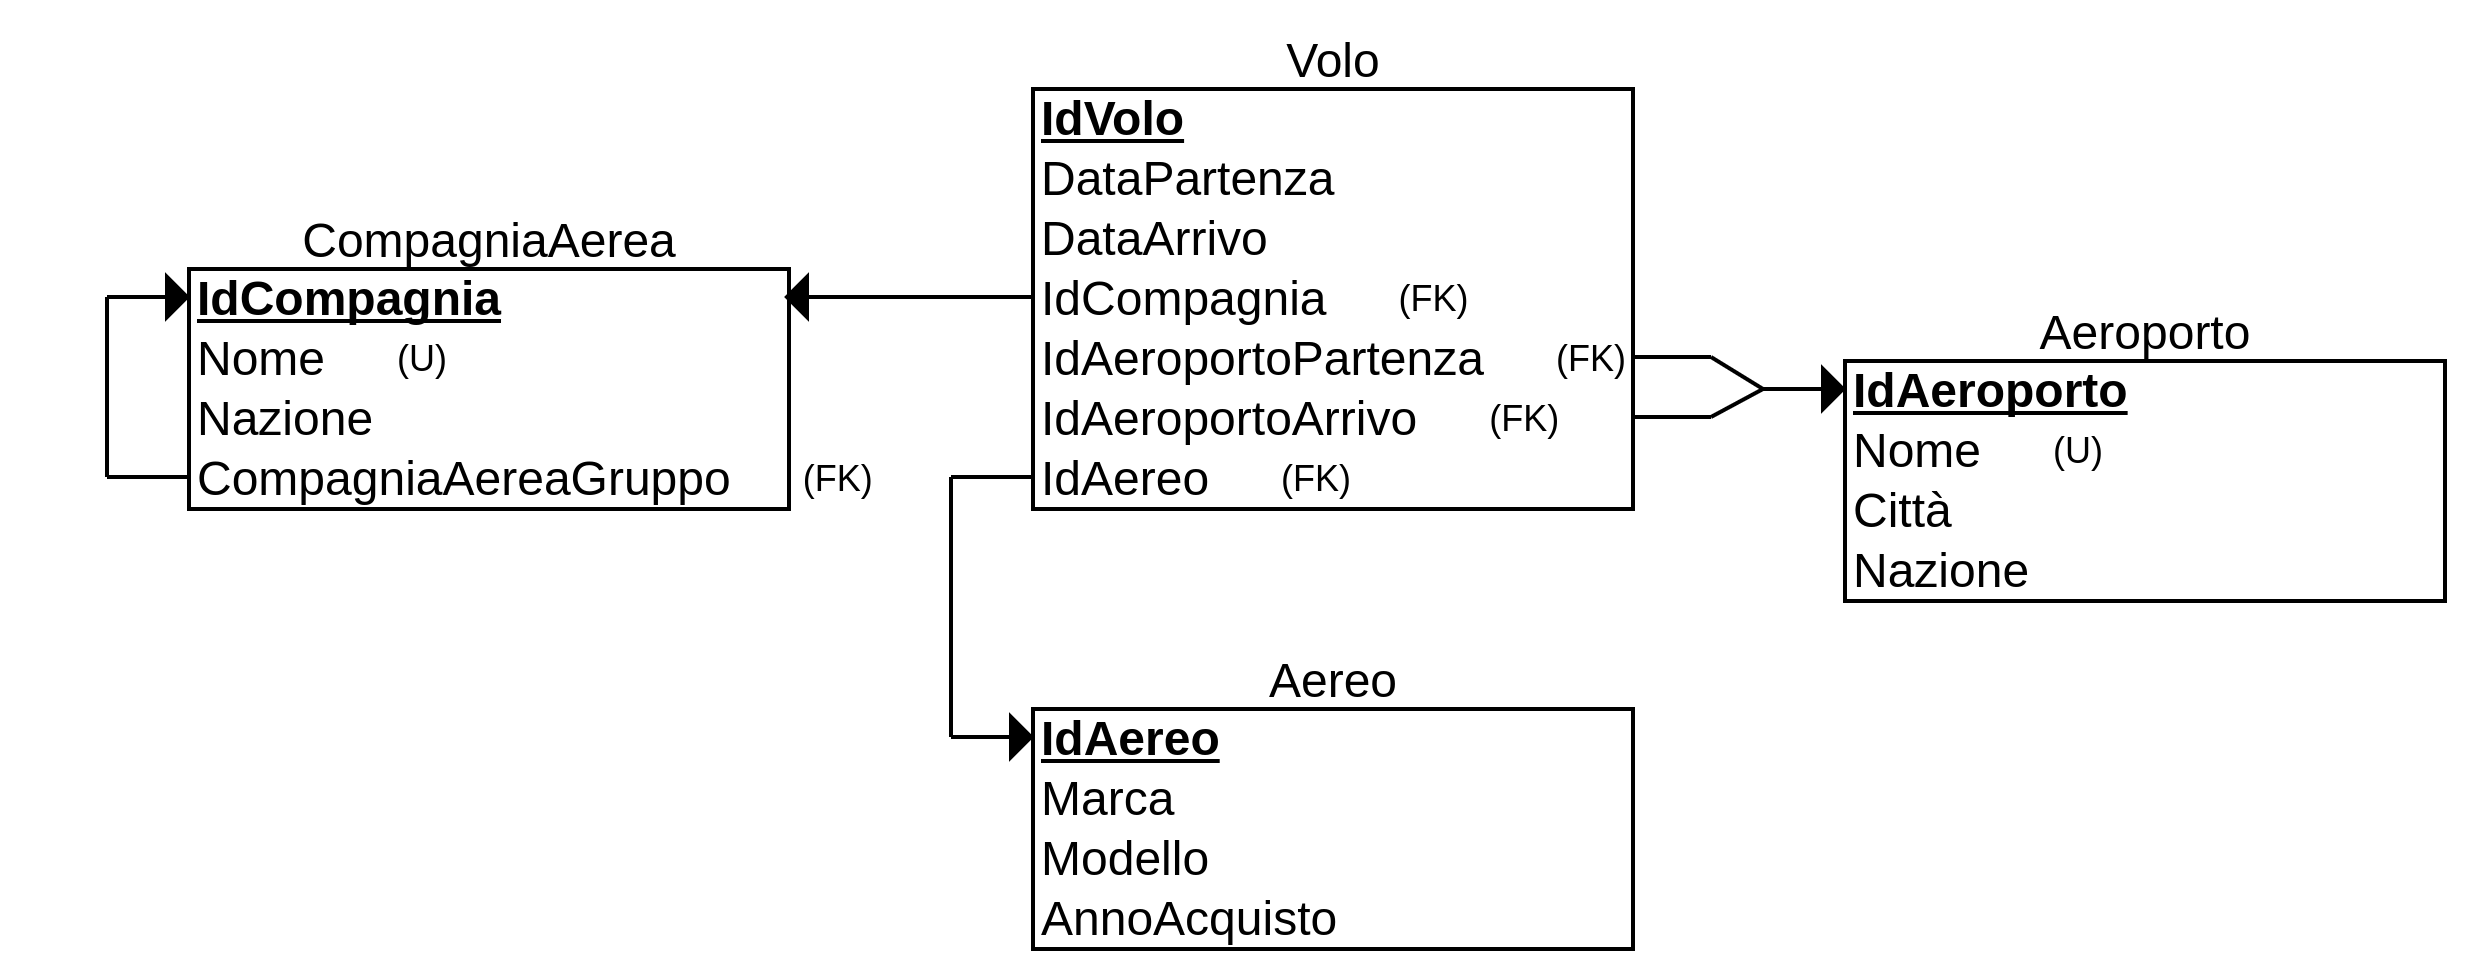 Volo
IdVolo
DataPartenza
DataArrivo
IdCompagnia (FK)
IdAeroportoPartenza (FK)
IdAeroportoArrivo (FK)
IdAereo (FK)
CompagniaAerea
IdCompagnia
Nome (U)
Nazione
CompagniaAereaGruppo (FK)
Aeroporto
IdAeroporto
Nome (U)
Città
Nazione
Aereo
IdAereo
Marca
Modello
AnnoAcquisto